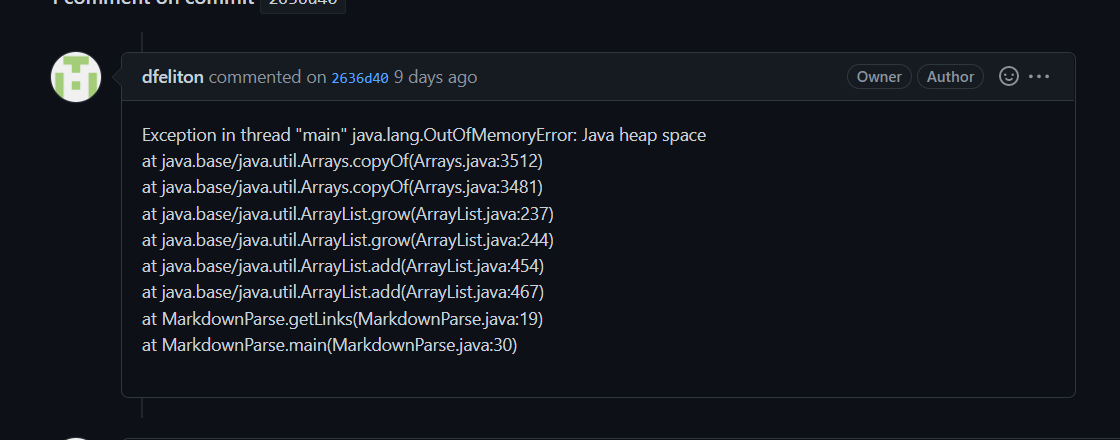 1 comment on commit 2636d40
dfeliton commented on 2636d40 9 days ago Owner Author
Exception in thread "main" java.lang.OutOfMemoryError: Java heap space
at java.base/java.util.Arrays.copyOf(Arrays.java:3512)
at java.base/java.util.Arrays.copyOf(Arrays.java:3481)
at java.base/java.util.ArrayList.grow(ArrayList.java:237)
at java.base/java.util.ArrayList.grow(ArrayList.java:244)
at java.base/java.util.ArrayList.add(ArrayList.java:454)
at java.base/java.util.ArrayList.add(ArrayList.java:467)
at MarkdownParse.getLinks(MarkdownParse.java:19)
at MarkdownParse.main(MarkdownParse.java:30)